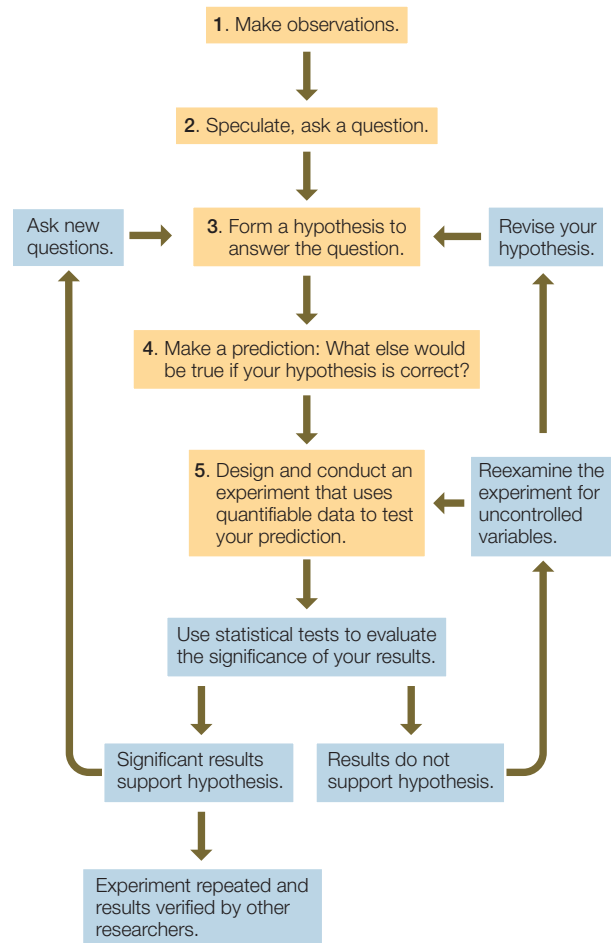 1. Make observations.
2. Speculate, ask a question.
Ask new
questions.
3. Form a hypothesis to
answer the question.
Revise your
hypothesis.
4. Make a prediction: What else would
be true if your hypothesis is correct?
5. Design and conduct an
experiment that uses
quantifiable data to test
your prediction.
Reexamine the
experiment for
uncontrolled
variables.
Use statistical tests to evaluate
the significance of your results.
Significant results
support hypothesis.
Results do not
support hypothesis.
Experiment repeated and
results verified by other
researchers.